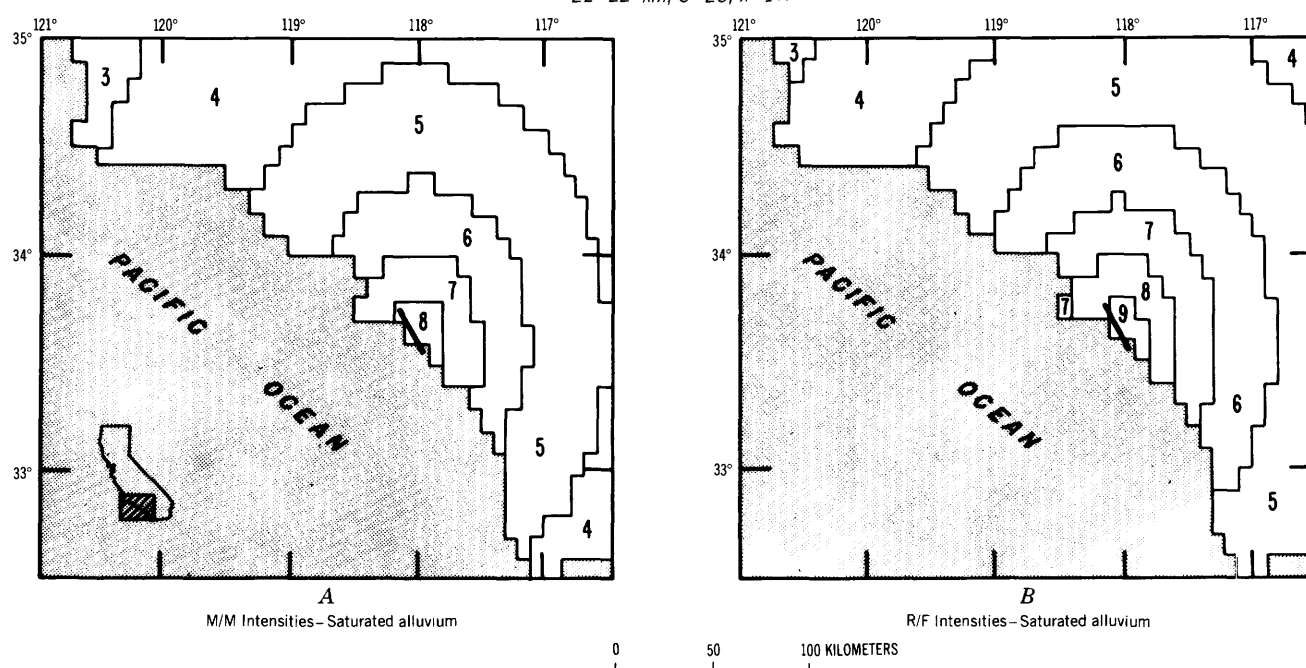 121° 120° 119° 118° 117°
35°
3
4
5
6
7
8
34°
PACIFIC
OCEAN
33°
5
4
A
M/M Intensities–Saturated alluvium
121° 120° 119° 118° 117°
35°
3
4
5
4
6
7
8
7
9
34°
PACIFIC
OCEAN
6
33°
5
B
R/F Intensities–Saturated alluvium
0 50 100 KILOMETERS